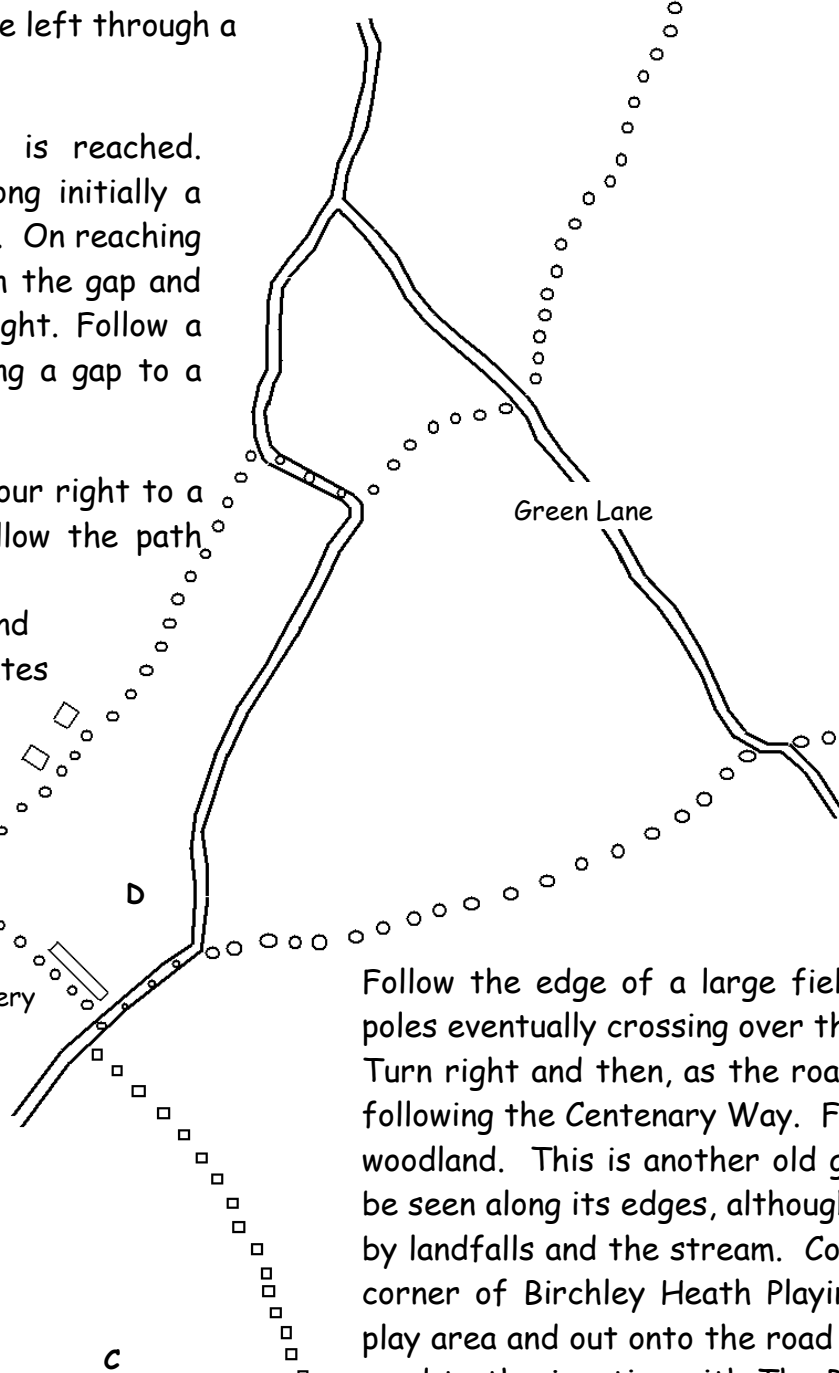 e left through a
is reached.
ong initially a
. On reaching
the gap and
ght. Follow a
ng a gap to a
our right to a
llow the path
nd
tes
Green Lane
D
ery
Follow the edge of a large fiel
poles eventually crossing over th
Turn right and then, as the roa
following the Centenary Way. F
woodland. This is another old g
be seen along its edges, although
by landfalls and the stream. Co
corner of Birchley Heath Playin
play area and out onto the road
C